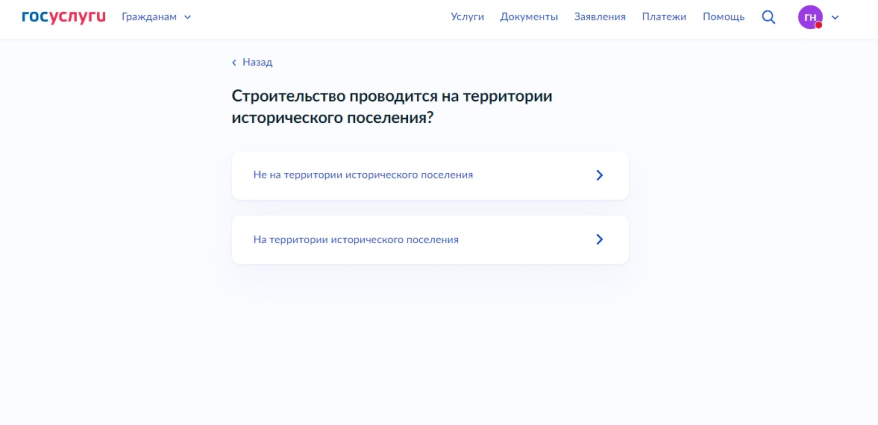 госуслуги Гражданам Услуги Документы Заявления Платежи Помощь ГН
Назад
Строительство проводится на территории
исторического поселения?
Не на территории исторического поселения
На территории исторического поселения